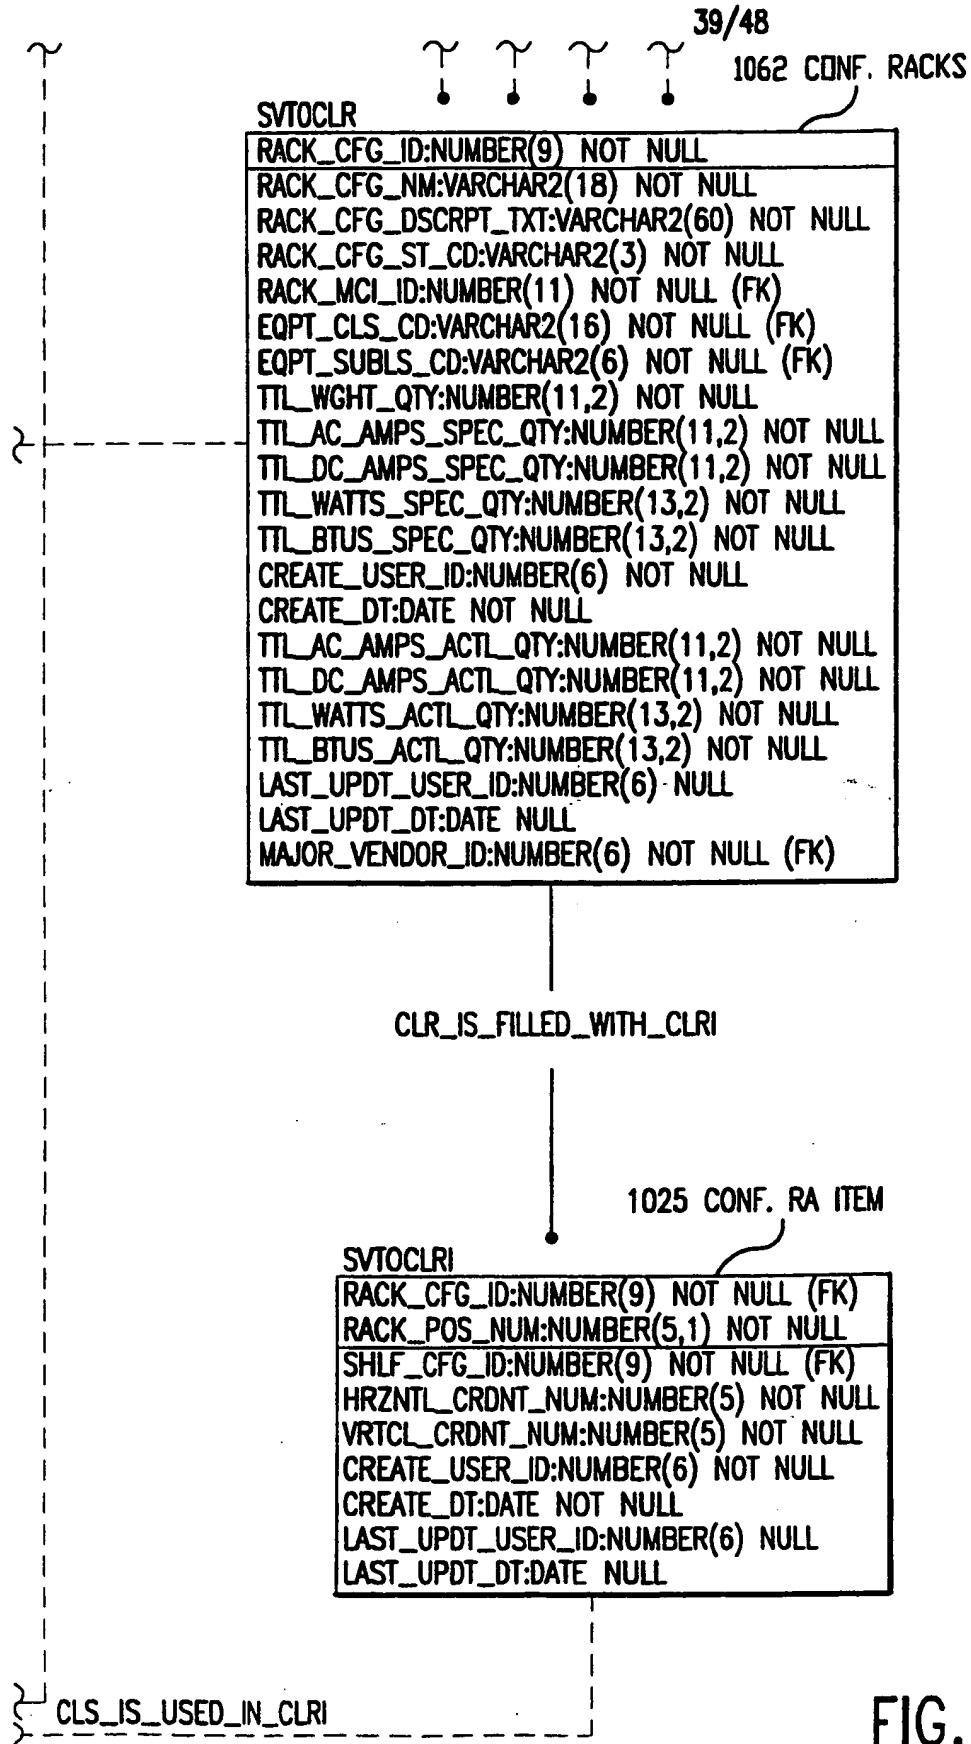 39/48
1062 CONF. RACKS
SVTOCLR
RACK_CFG_ID:NUMBER(9) NOT NULL
RACK_CFG_NM:VARCHAR2(18) NOT NULL
RACK_CFG_DSCRPT_TXT:VARCHAR2(60) NOT NULL
RACK_CFG_ST_CD:VARCHAR2(3) NOT NULL
RACK_MCI_ID:NUMBER(11) NOT NULL (FK)
EQPT_CLS_CD:VARCHAR2(16) NOT NULL (FK)
EQPT_SUBLS_CD:VARCHAR2(6) NOT NULL (FK)
TTL_WGHT_QTY:NUMBER(11,2) NOT NULL
TTL_AC_AMPS_SPEC_QTY:NUMBER(11,2) NOT NULL
TTL_DC_AMPS_SPEC_QTY:NUMBER(11,2) NOT NULL
TTL_WATTS_SPEC_QTY:NUMBER(13,2) NOT NULL
TTL_BTUS_SPEC_QTY:NUMBER(13,2) NOT NULL
CREATE_USER_ID:NUMBER(6) NOT NULL
CREATE_DT:DATE NOT NULL
TTL_AC_AMPS_ACTL_QTY:NUMBER(11,2) NOT NULL
TTL_DC_AMPS_ACTL_QTY:NUMBER(11,2) NOT NULL
TTL_WATTS_ACTL_QTY:NUMBER(13,2) NOT NULL
TTL_BTUS_ACTL_QTY:NUMBER(13,2) NOT NULL
LAST_UPDT_USER_ID:NUMBER(6) NULL
LAST_UPDT_DT:DATE NULL
MAJOR_VENDOR_ID:NUMBER(6) NOT NULL (FK)
CLR_IS_FILLED_WITH_CLRI
1025 CONF. RA ITEM
SVTOCLRI
RACK_CFG_ID:NUMBER(9) NOT NULL (FK)
RACK_POS_NUM:NUMBER(5,1) NOT NULL
SHLF_CFG_ID:NUMBER(9) NOT NULL (FK)
HRZNTL_CRDNT_NUM:NUMBER(5) NOT NULL
VRTCL_CRDNT_NUM:NUMBER(5) NOT NULL
CREATE_USER_ID:NUMBER(6) NOT NULL
CREATE_DT:DATE NOT NULL
LAST_UPDT_USER_ID:NUMBER(6) NULL
LAST_UPDT_DT:DATE NULL
CLS_IS_USED_IN_CLRI
FIG.